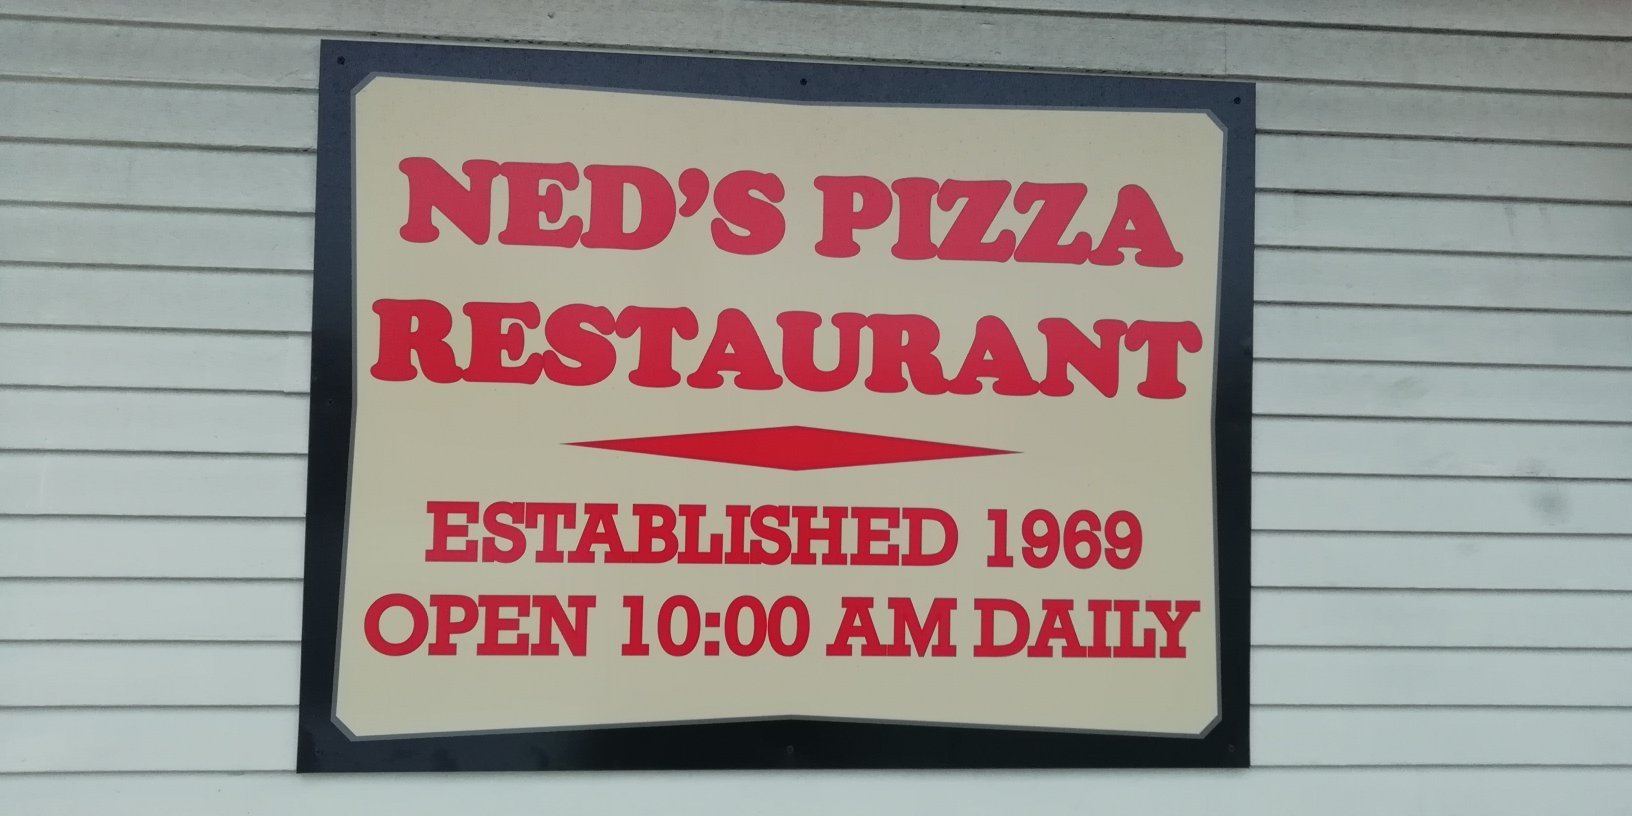 NED'S PIZZA
RESTAURANT
ESTABLISHED 1969
OPEN 10:00 AM DAILY